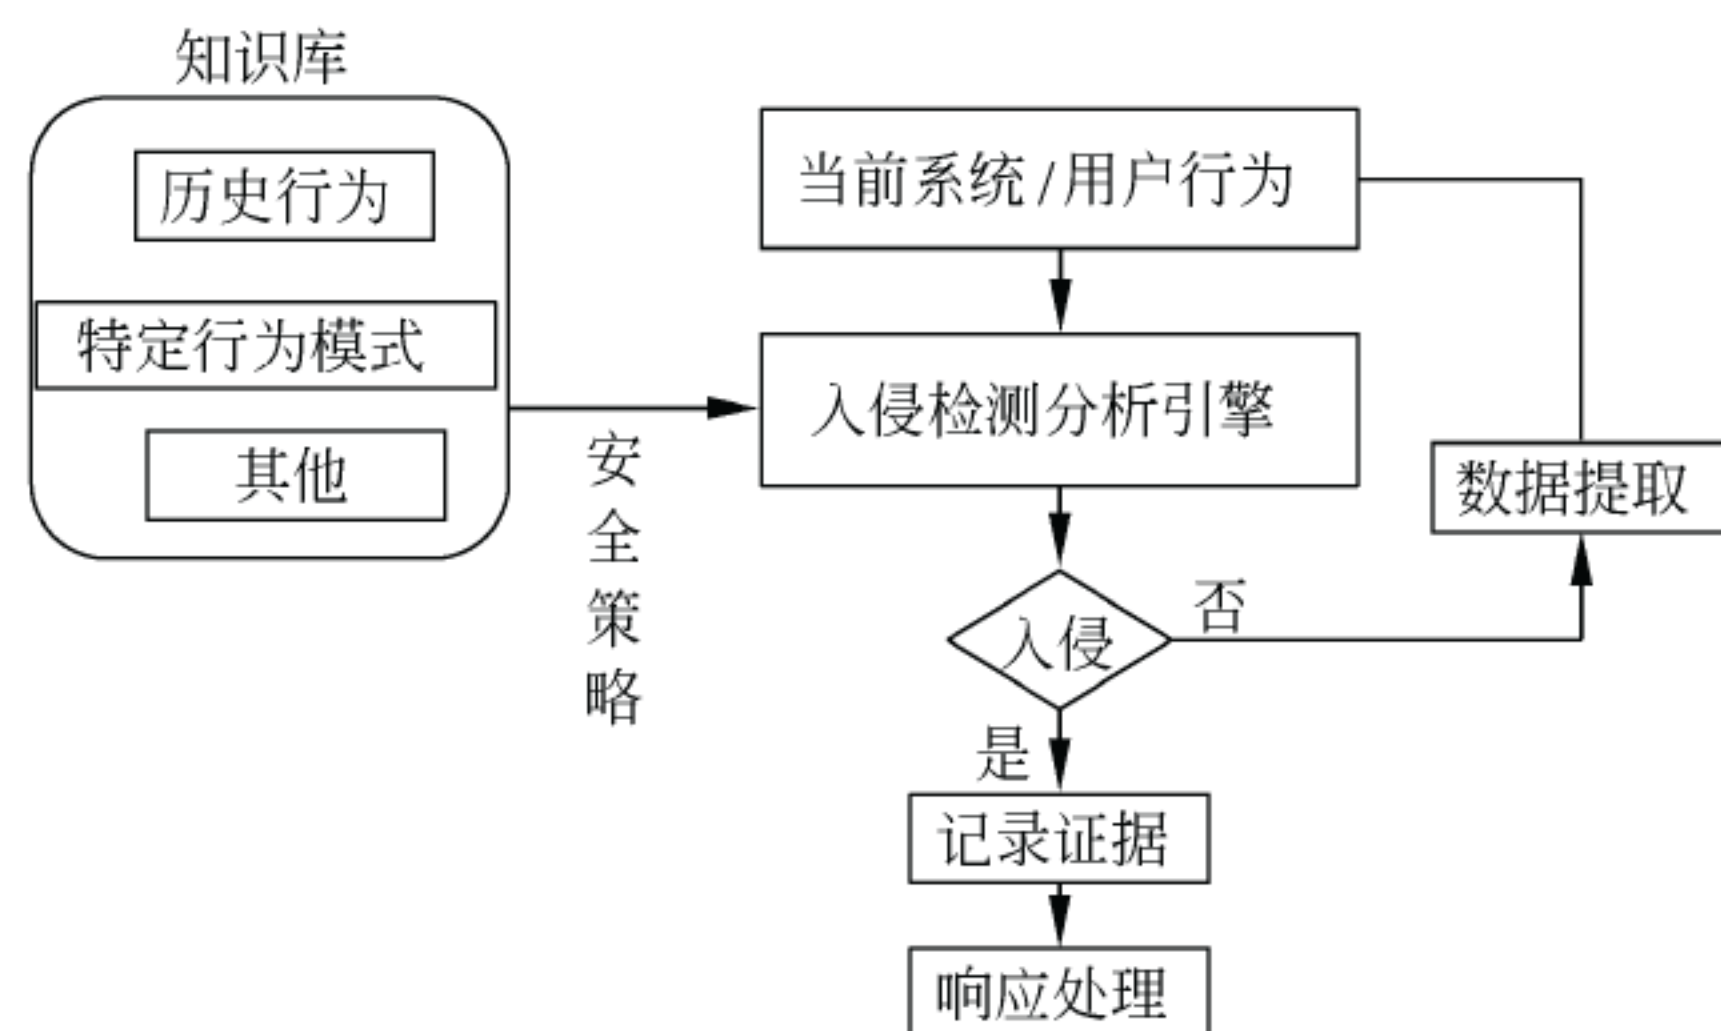 知识库
历史行为
特定行为模式
其他
安全策略
当前系统/用户行为
入侵检测分析引擎
数据提取
入侵
否
是
记录证据
响应处理